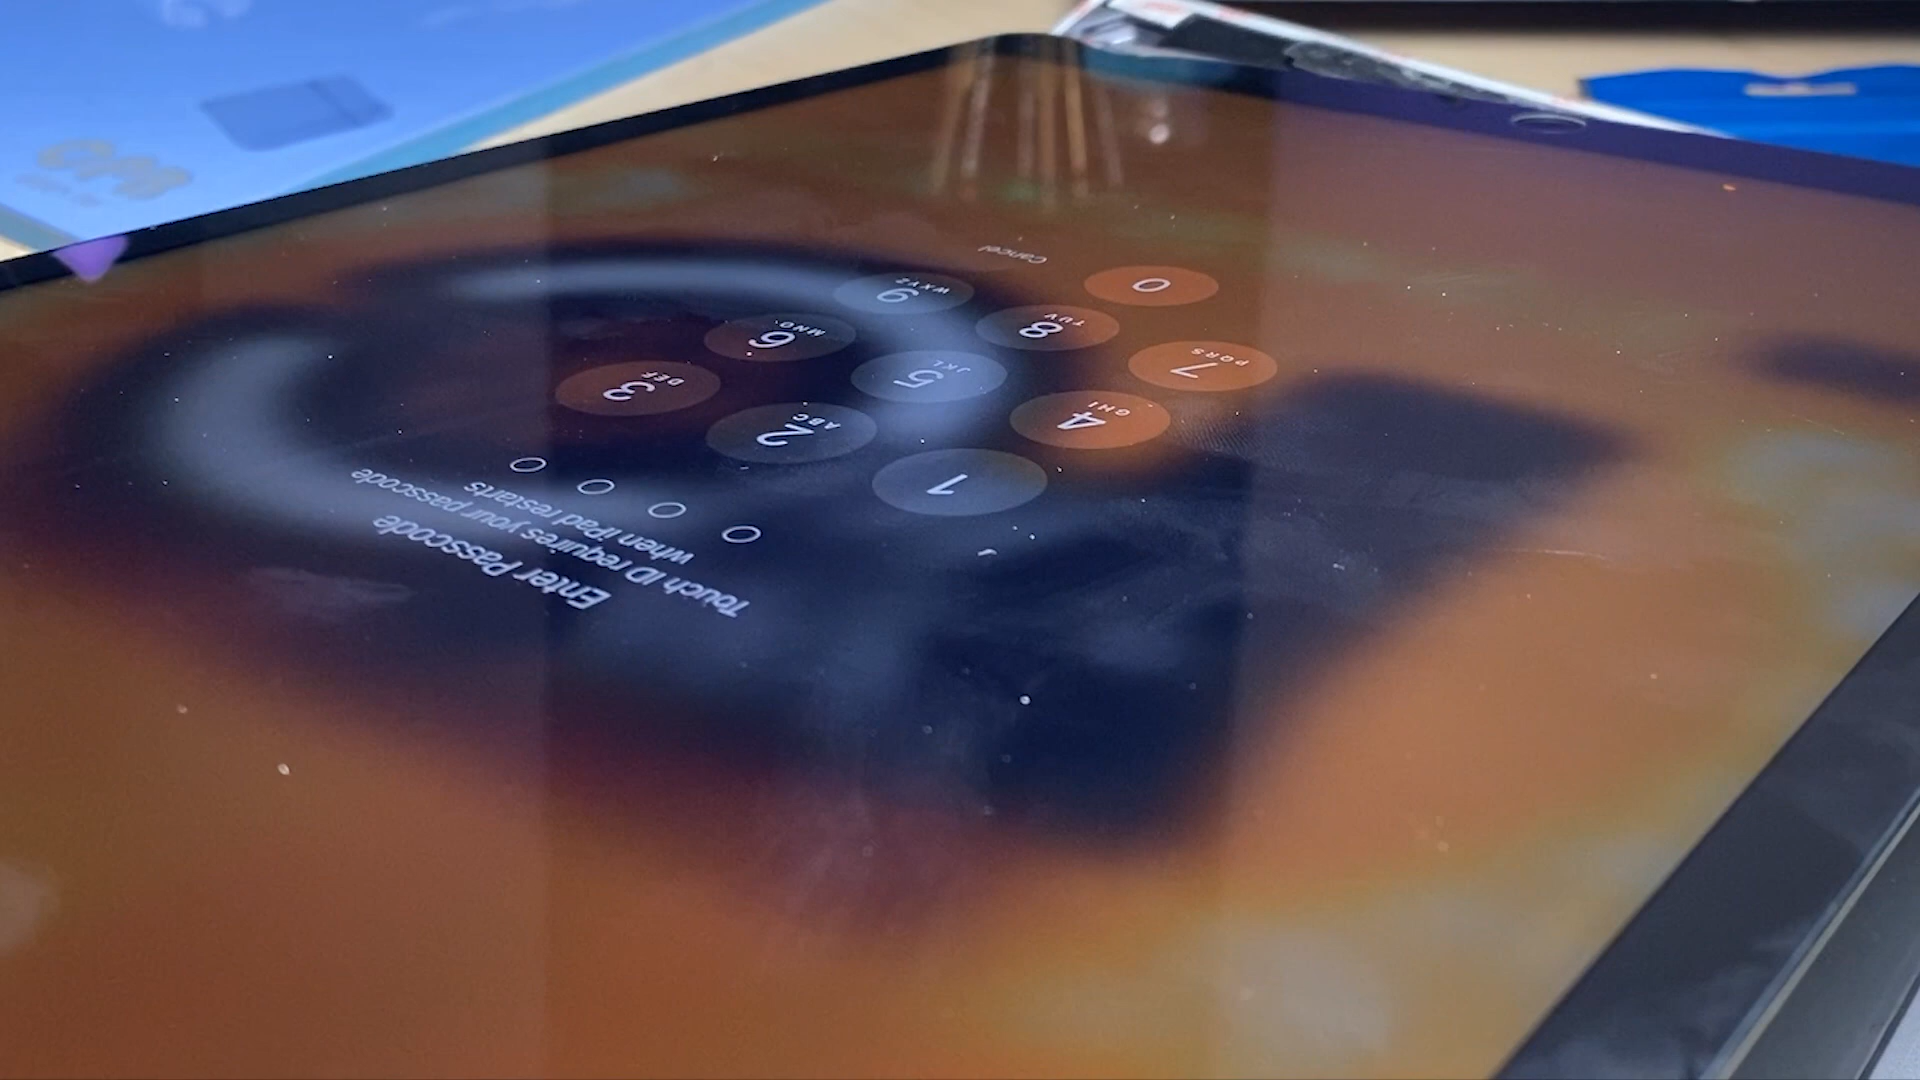 Enter Passcode
Touch ID requires your passcode
when iPad restarts
1
2
ABC
3
DEF
4
GHI
5
JKL
6
MNO
7
PQRS
8
TUV
9
WXYZ
0
Cancel